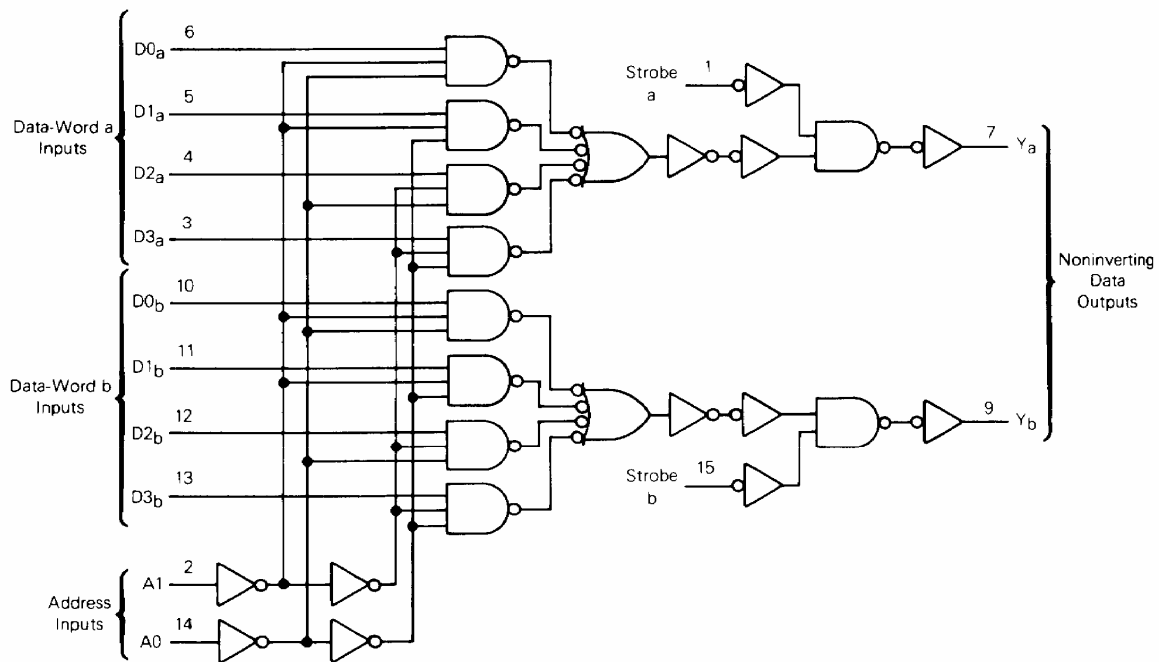 6
D0a
5
D1a
Data-Word a
Inputs
4
D2a
3
D3a
10
D0b
11
D1b
Data-Word b
Inputs
12
D2b
13
D3b
2
A1
Address
Inputs
14
A0
Strobe
a
1
7
Ya
Noninverting
Data
Outputs
9
Yb
Strobe
b
15